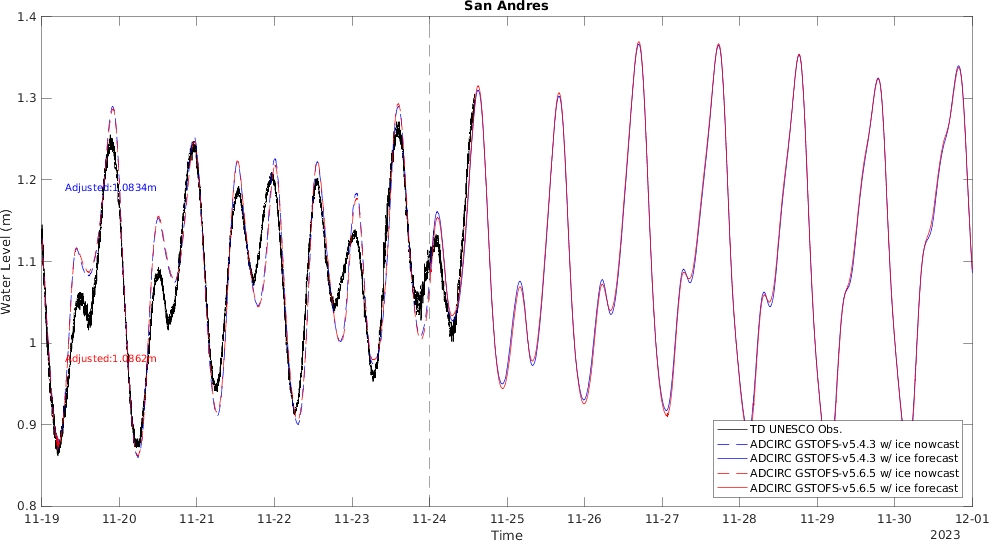 San Andres
1.4
1.3
1.2
1.1
1
0.9
0.8
Water Level (m)
Adjusted:1.0834m
Adjusted:1.0862m
TD UNESCO Obs.
ADCIRC GSTOFS-v5.4.3 w/ ice nowcast
ADCIRC GSTOFS-v5.4.3 w/ ice forecast
ADCIRC GSTOFS-v5.6.5 w/ ice nowcast
ADCIRC GSTOFS-v5.6.5 w/ ice forecast
11-19 11-20 11-21 11-22 11-23 11-24 11-25 11-26 11-27 11-28 11-29 11-30 12-01
Time
2023